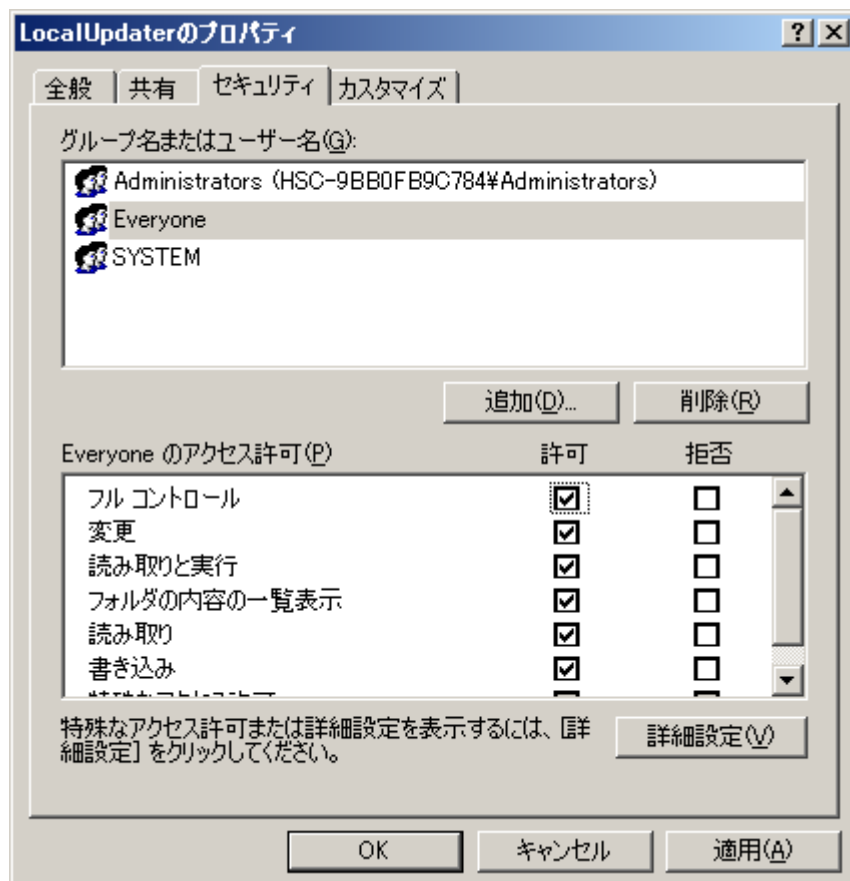 LocalUpdaterのプロパティ
全般 共有 セキュリティ カスタマイズ
グループ名またはユーザー名(G):
Administrators (HSC-9BB0FB9C784¥Administrators)
Everyone
SYSTEM
追加(D)... 削除(R)
Everyone のアクセス許可(P) 許可 拒否
フル コントロール
変更
読み取りと実行
フォルダの内容の一覧表示
読み取り
書き込み
特殊なアクセス許可または詳細設定を表示するには、[詳
細設定] をクリックしてください。
詳細設定(V)
OK キャンセル 適用(A)